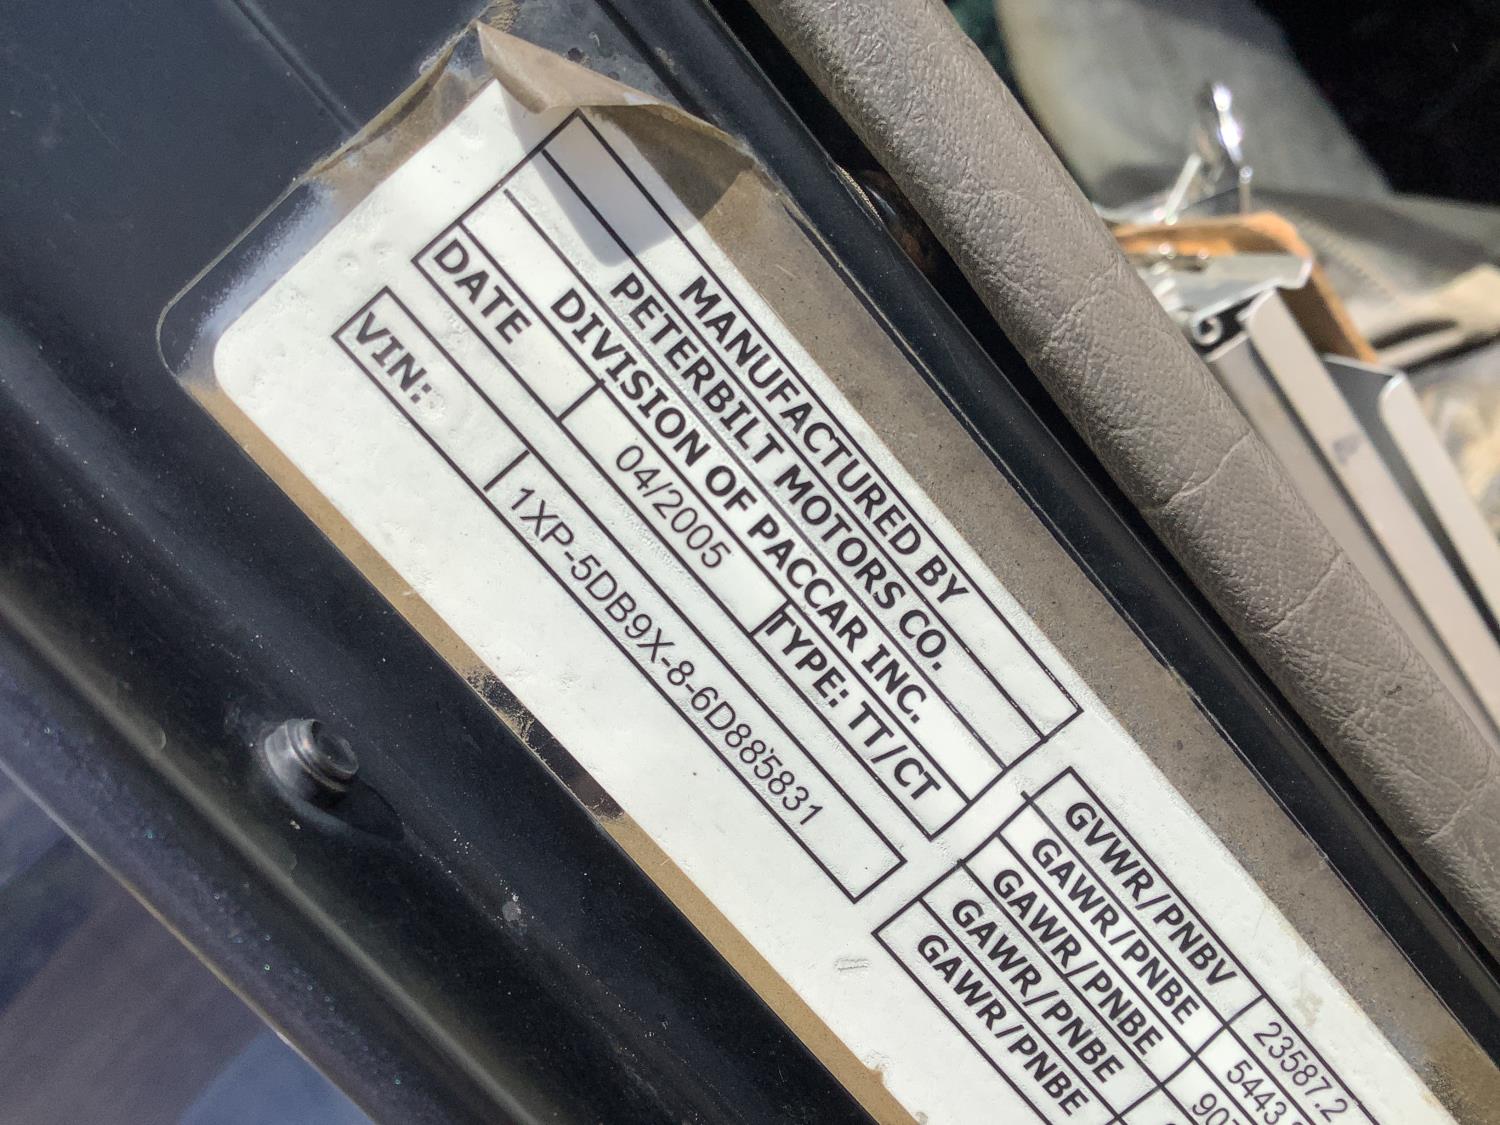 MANUFACTURED BY
PETERBILT MOTORS CO.
DIVISION OF PACCAR INC.
DATE 04/2005 TYPE: TT/CT
VIN: 1XP-5DB9X-8-6D885831
GVWR/PNBV 23587.2
GAWR/PNBE
GAWR/PNBE
GAWR/PNBE
GAWR/PNBE